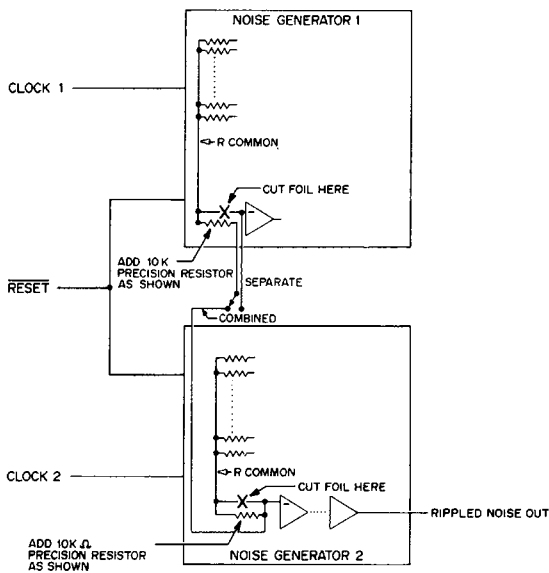 NOISE GENERATOR 1
CLOCK 1
R COMMON
CUT FOIL HERE
ADD 10K
PRECISION RESISTOR
AS SHOWN
SEPARATE
RESET
COMBINED
NOISE GENERATOR 2
CLOCK 2
R COMMON
CUT FOIL HERE
RIPPLED NOISE OUT
ADD 10K Ω
PRECISION RESISTOR
AS SHOWN